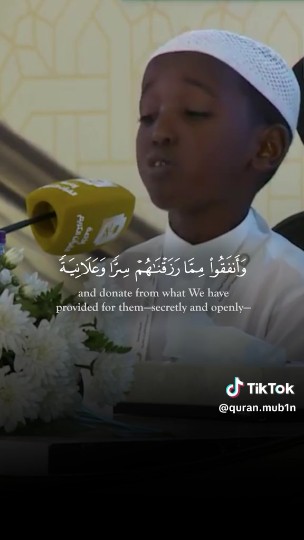 وَأَنفَقُوا۟ مِمَّا رَزَقْنَـٰهُمْ سِرًّا وَعَلَانِيَةً
and donate from what We have
provided for them—secretly and openly—
TikTok
@quran.mub1n